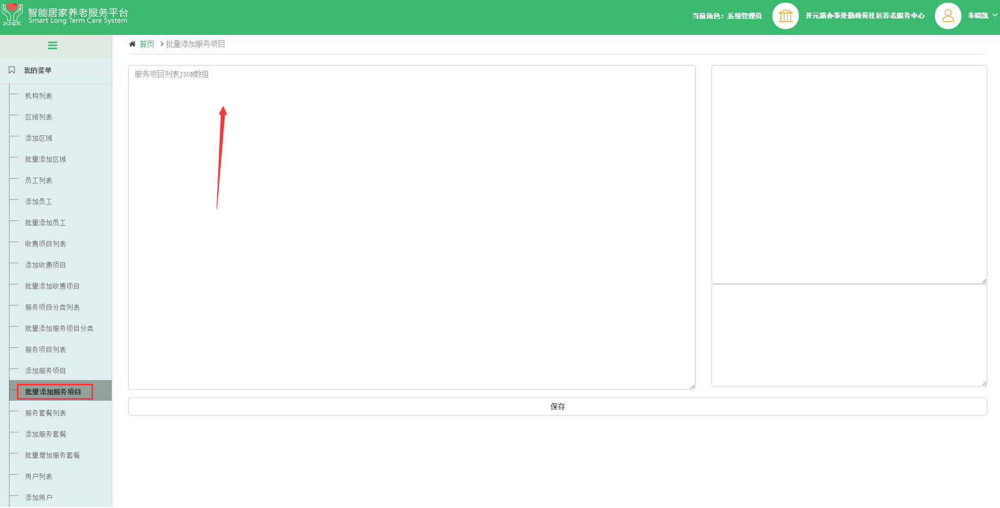 212SLTC
智能居家养老服务平台
Smart Long Term Care System
当前角色：系统管理员
开元路办事处勤政苑社区养老服务中心
朱晓凯
首页
批量添加服务项目
我的菜单
机构列表
区域列表
添加区域
批量添加区域
员工列表
添加员工
批量添加员工
收费项目列表
添加收费项目
批量添加收费项目
服务项目分类列表
批量添加服务项目分类
服务项目列表
添加服务项目
批量添加服务项目
服务套餐列表
添加服务套餐
批量增加服务套餐
用户列表
添加用户
服务项目列表JSON数组
保存